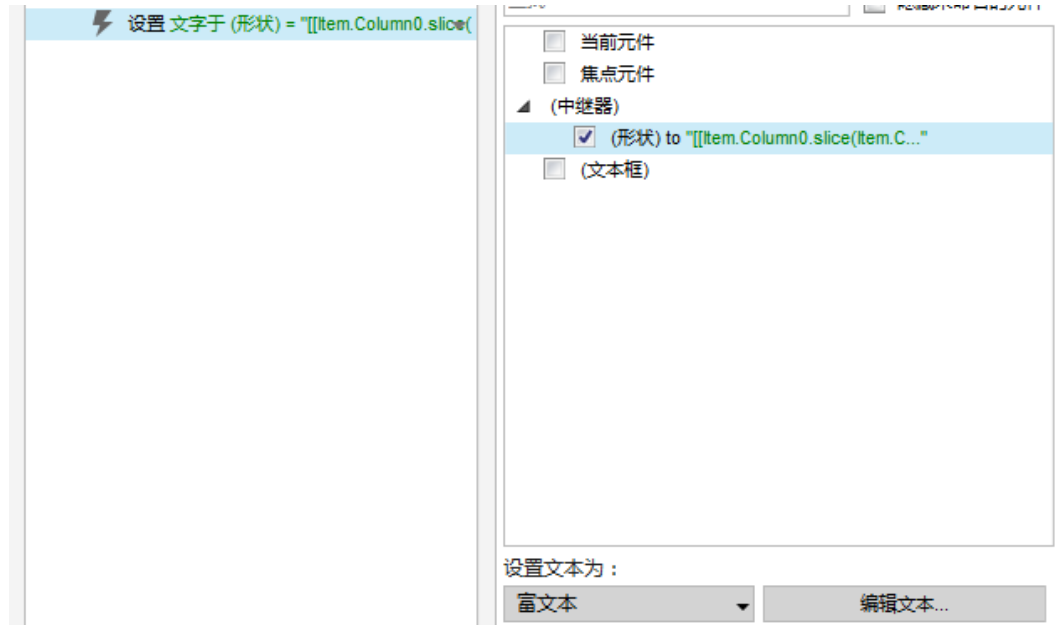 设置 文字于 (形状) = "[[Item.Column0.slice(
当前元件
焦点元件
(中继器)
(形状) to "[[Item.Column0.slice(Item.C..."
(文本框)
设置文本为：
富文本
编辑文本...